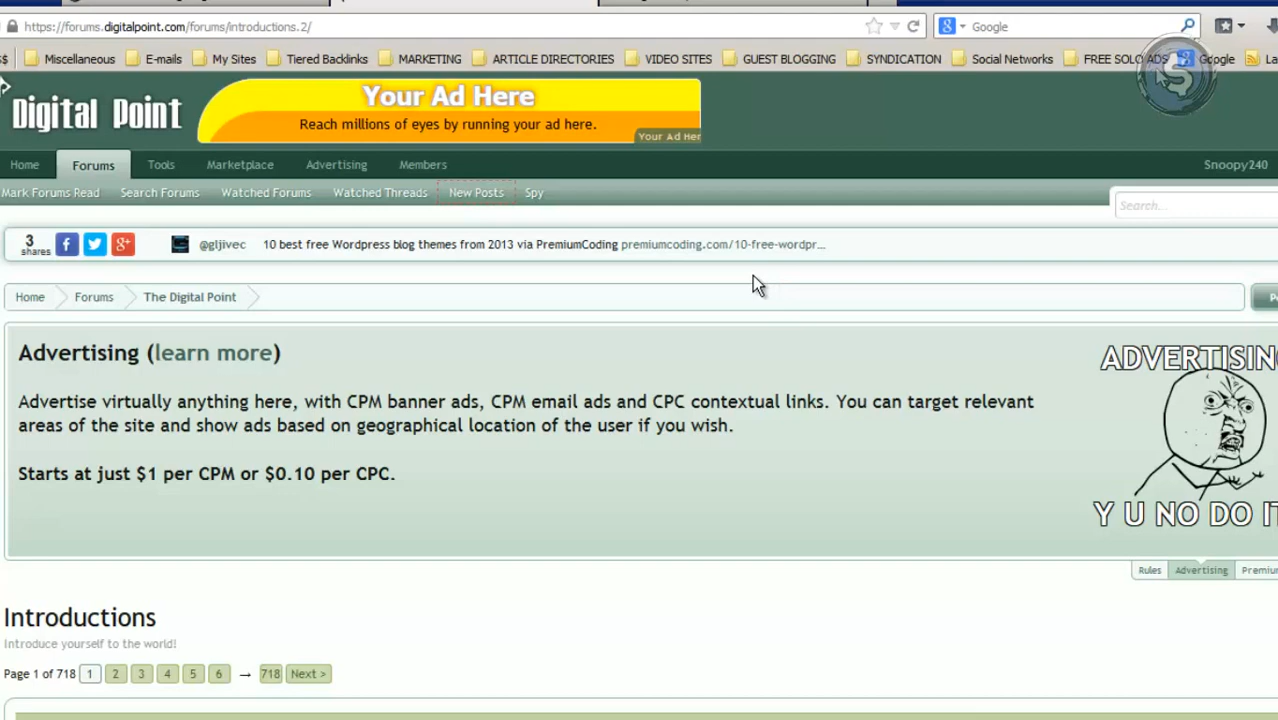 https://forums.digitalpoint.com/forums/introductions.2/
Google
Miscellaneous E-mails My Sites Tiered Backlinks MARKETING ARTICLE DIRECTORIES VIDEO SITES GUEST BLOGGING SYNDICATION Social Networks FREE SOLO ADS Google La
Digital Point
Your Ad Here
Reach millions of eyes by running your ad here.
Your Ad Her
Home Forums Tools Marketplace Advertising Members Snoopy240
Mark Forums Read Search Forums Watched Forums Watched Threads New Posts Spy
Search...
3 shares @gljivec 10 best free Wordpress blog themes from 2013 via PremiumCoding premiumcoding.com/10-free-wordpr...
Home Forums The Digital Point
Advertising (learn more)
ADVERTISING
Advertise virtually anything here, with CPM banner ads, CPM email ads and CPC contextual links. You can target relevant
areas of the site and show ads based on geographical location of the user if you wish.
Starts at just $1 per CPM or $0.10 per CPC.
Y U NO DO IT
Rules Advertising Premium
Introductions
Introduce yourself to the world!
Page 1 of 718 1 2 3 4 5 6 → 718 Next >